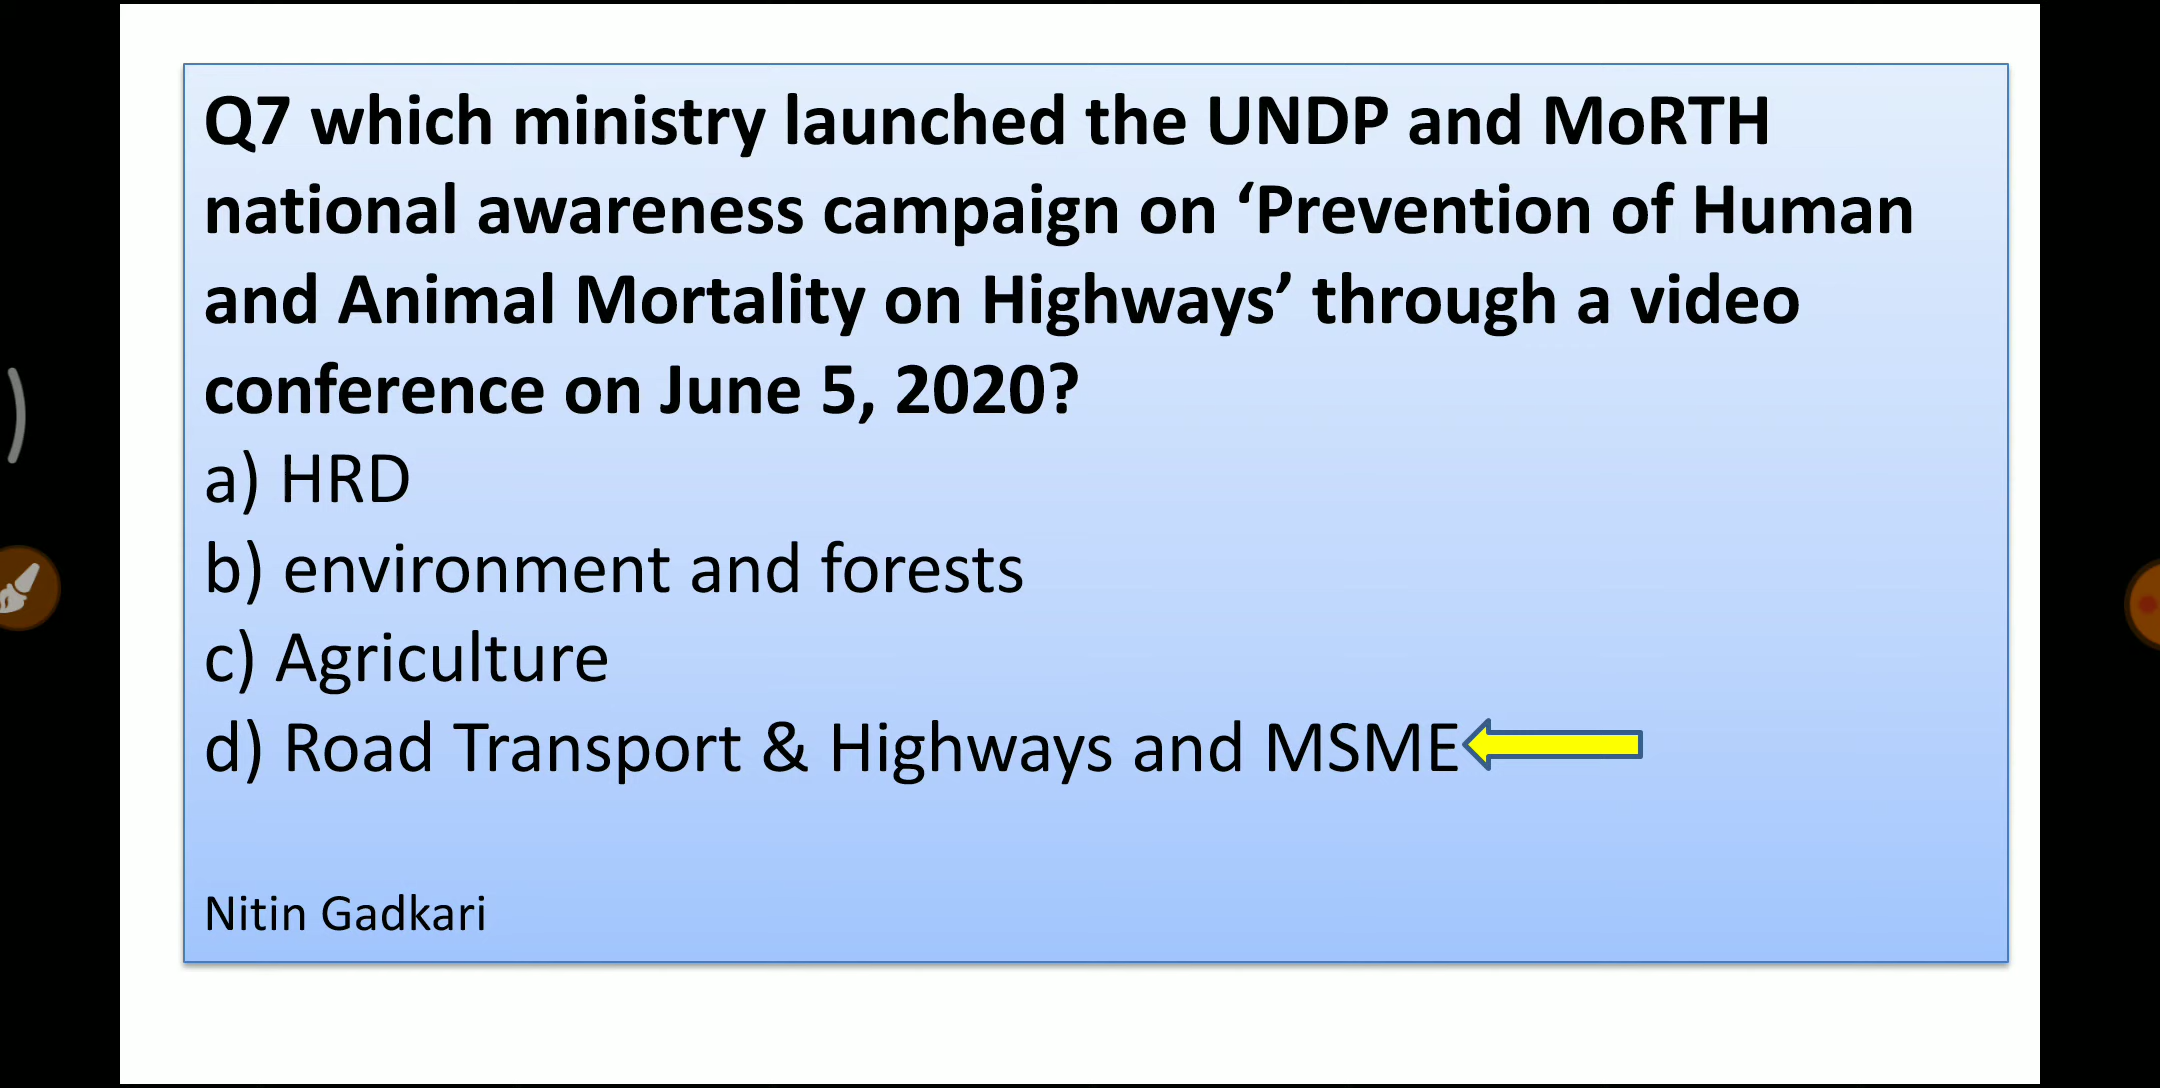 Q7 which ministry launched the UNDP and MoRTH
national awareness campaign on ‘Prevention of Human
and Animal Mortality on Highways’ through a video
conference on June 5, 2020?
a) HRD
b) environment and forests
c) Agriculture
d) Road Transport & Highways and MSME
Nitin Gadkari